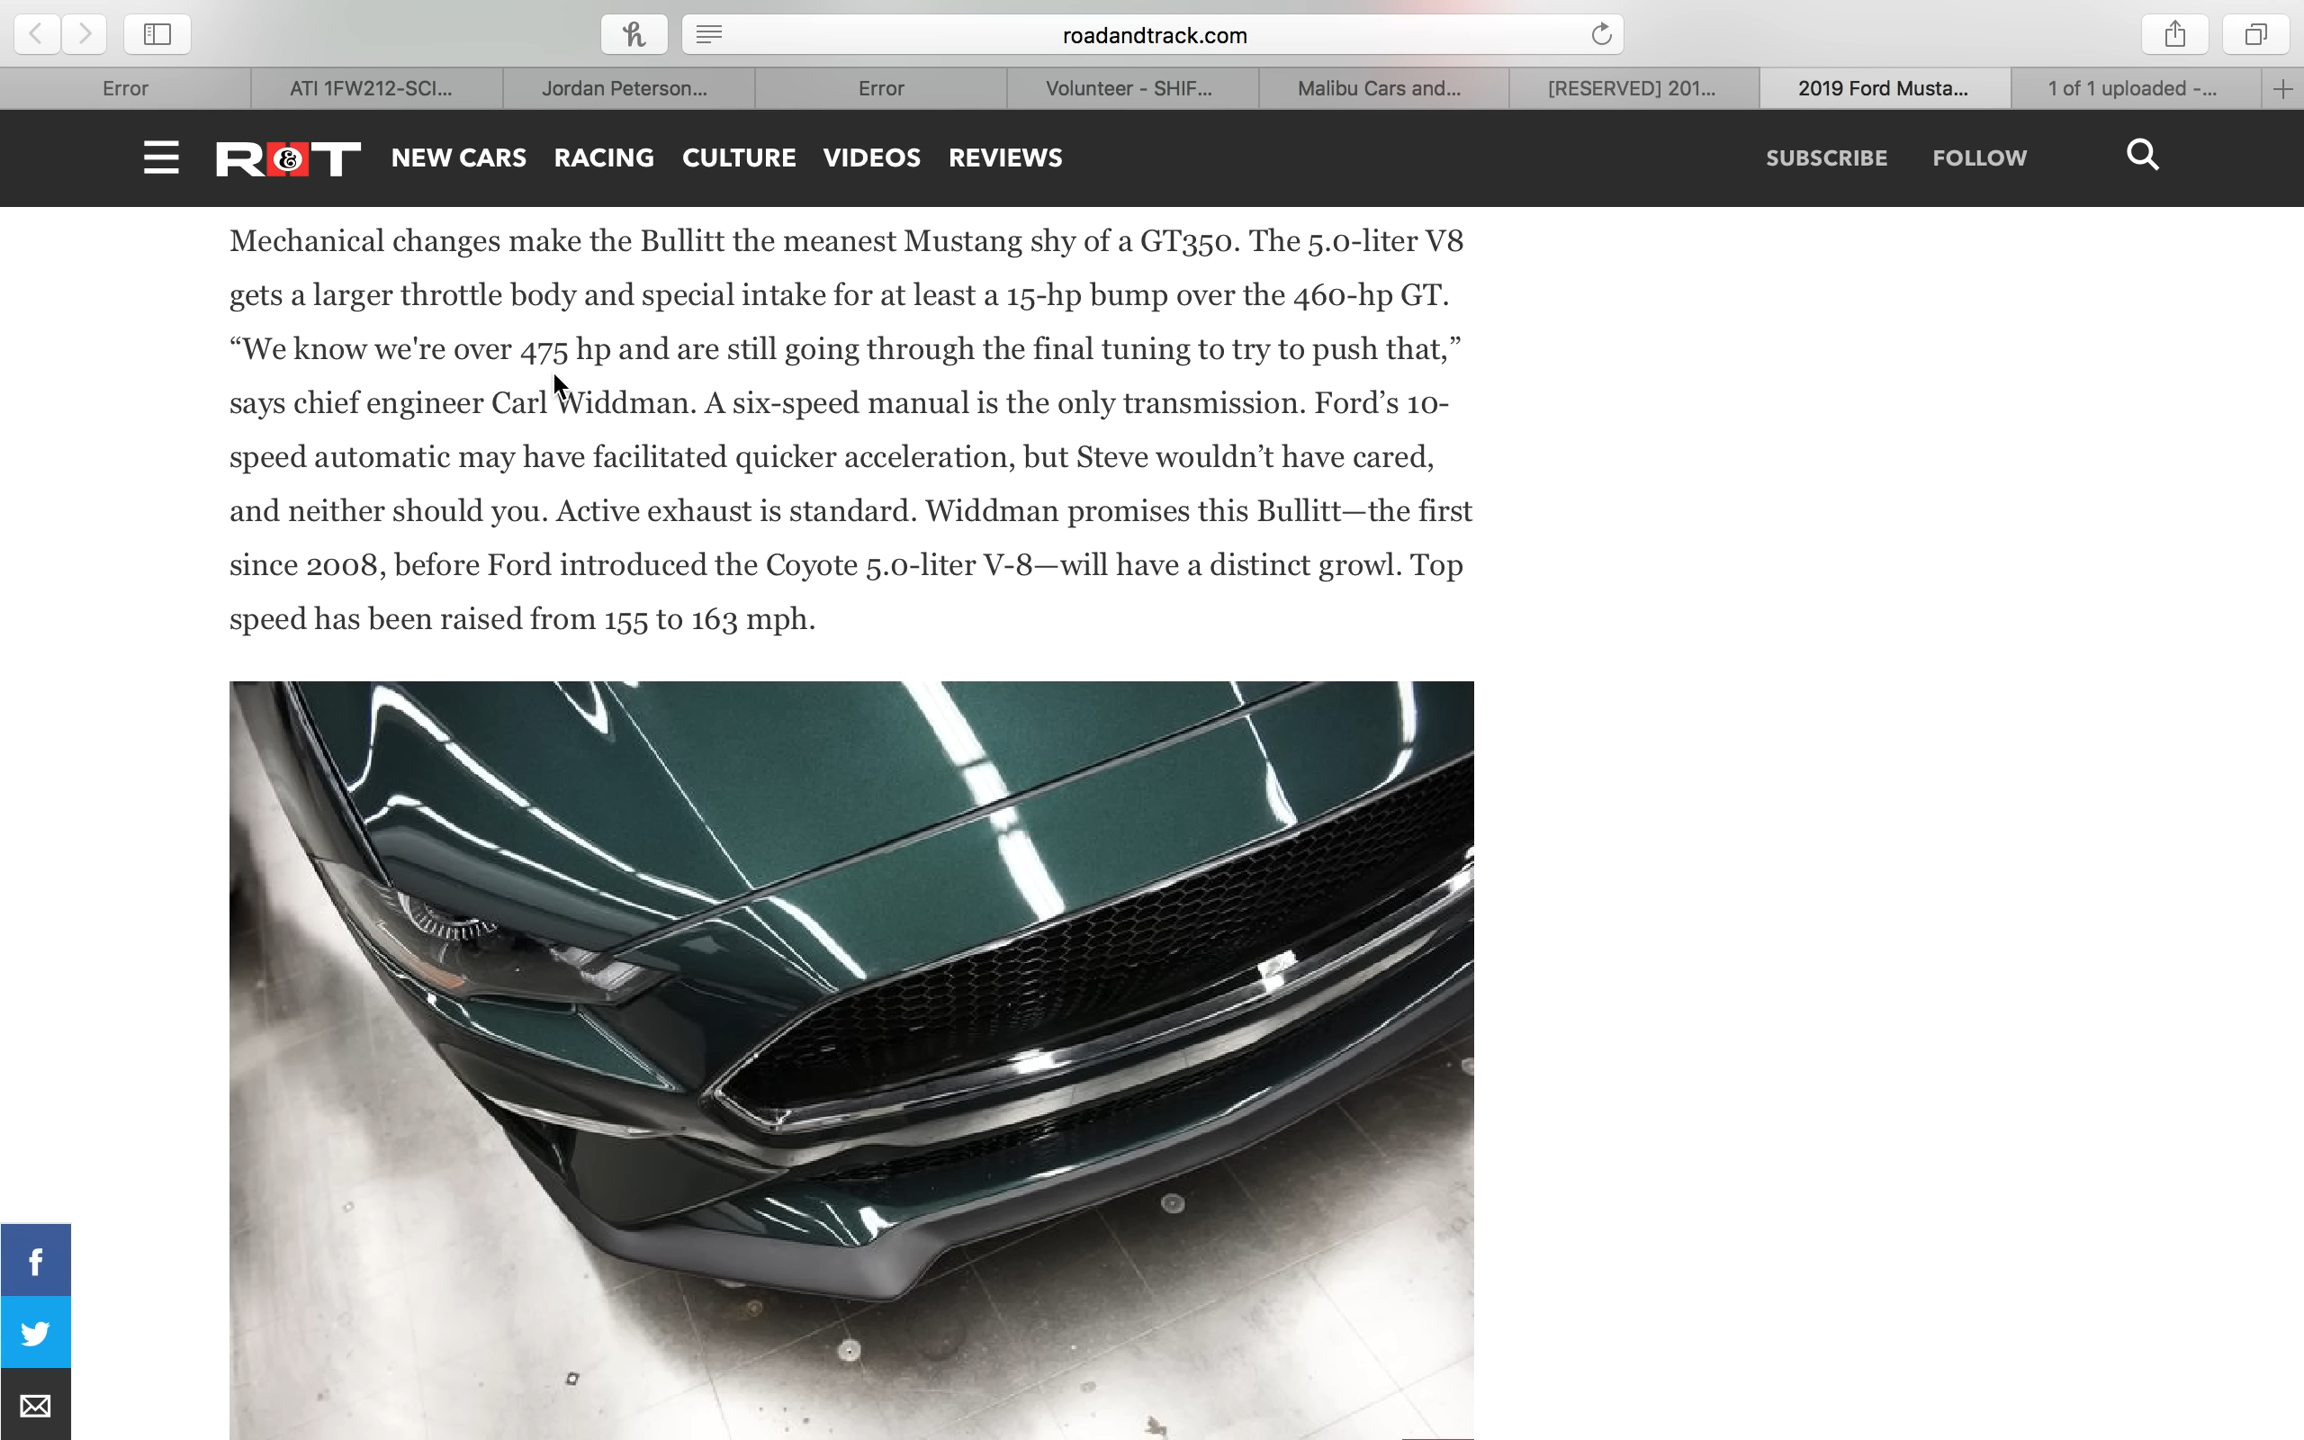 roadandtrack.com
Error
ATI 1FW212-SCI...
Jordan Peterson...
Error
Volunteer - SHIF...
Malibu Cars and...
[RESERVED] 201...
2019 Ford Musta...
1 of 1 uploaded -...
R&T
NEW CARS
RACING
CULTURE
VIDEOS
REVIEWS
SUBSCRIBE
FOLLOW
Mechanical changes make the Bullitt the meanest Mustang shy of a GT350. The 5.0-liter V8
gets a larger throttle body and special intake for at least a 15-hp bump over the 460-hp GT.
“We know we're over 475 hp and are still going through the final tuning to try to push that,”
says chief engineer Carl Widdman. A six-speed manual is the only transmission. Ford’s 10-
speed automatic may have facilitated quicker acceleration, but Steve wouldn’t have cared,
and neither should you. Active exhaust is standard. Widdman promises this Bullitt—the first
since 2008, before Ford introduced the Coyote 5.0-liter V-8—will have a distinct growl. Top
speed has been raised from 155 to 163 mph.